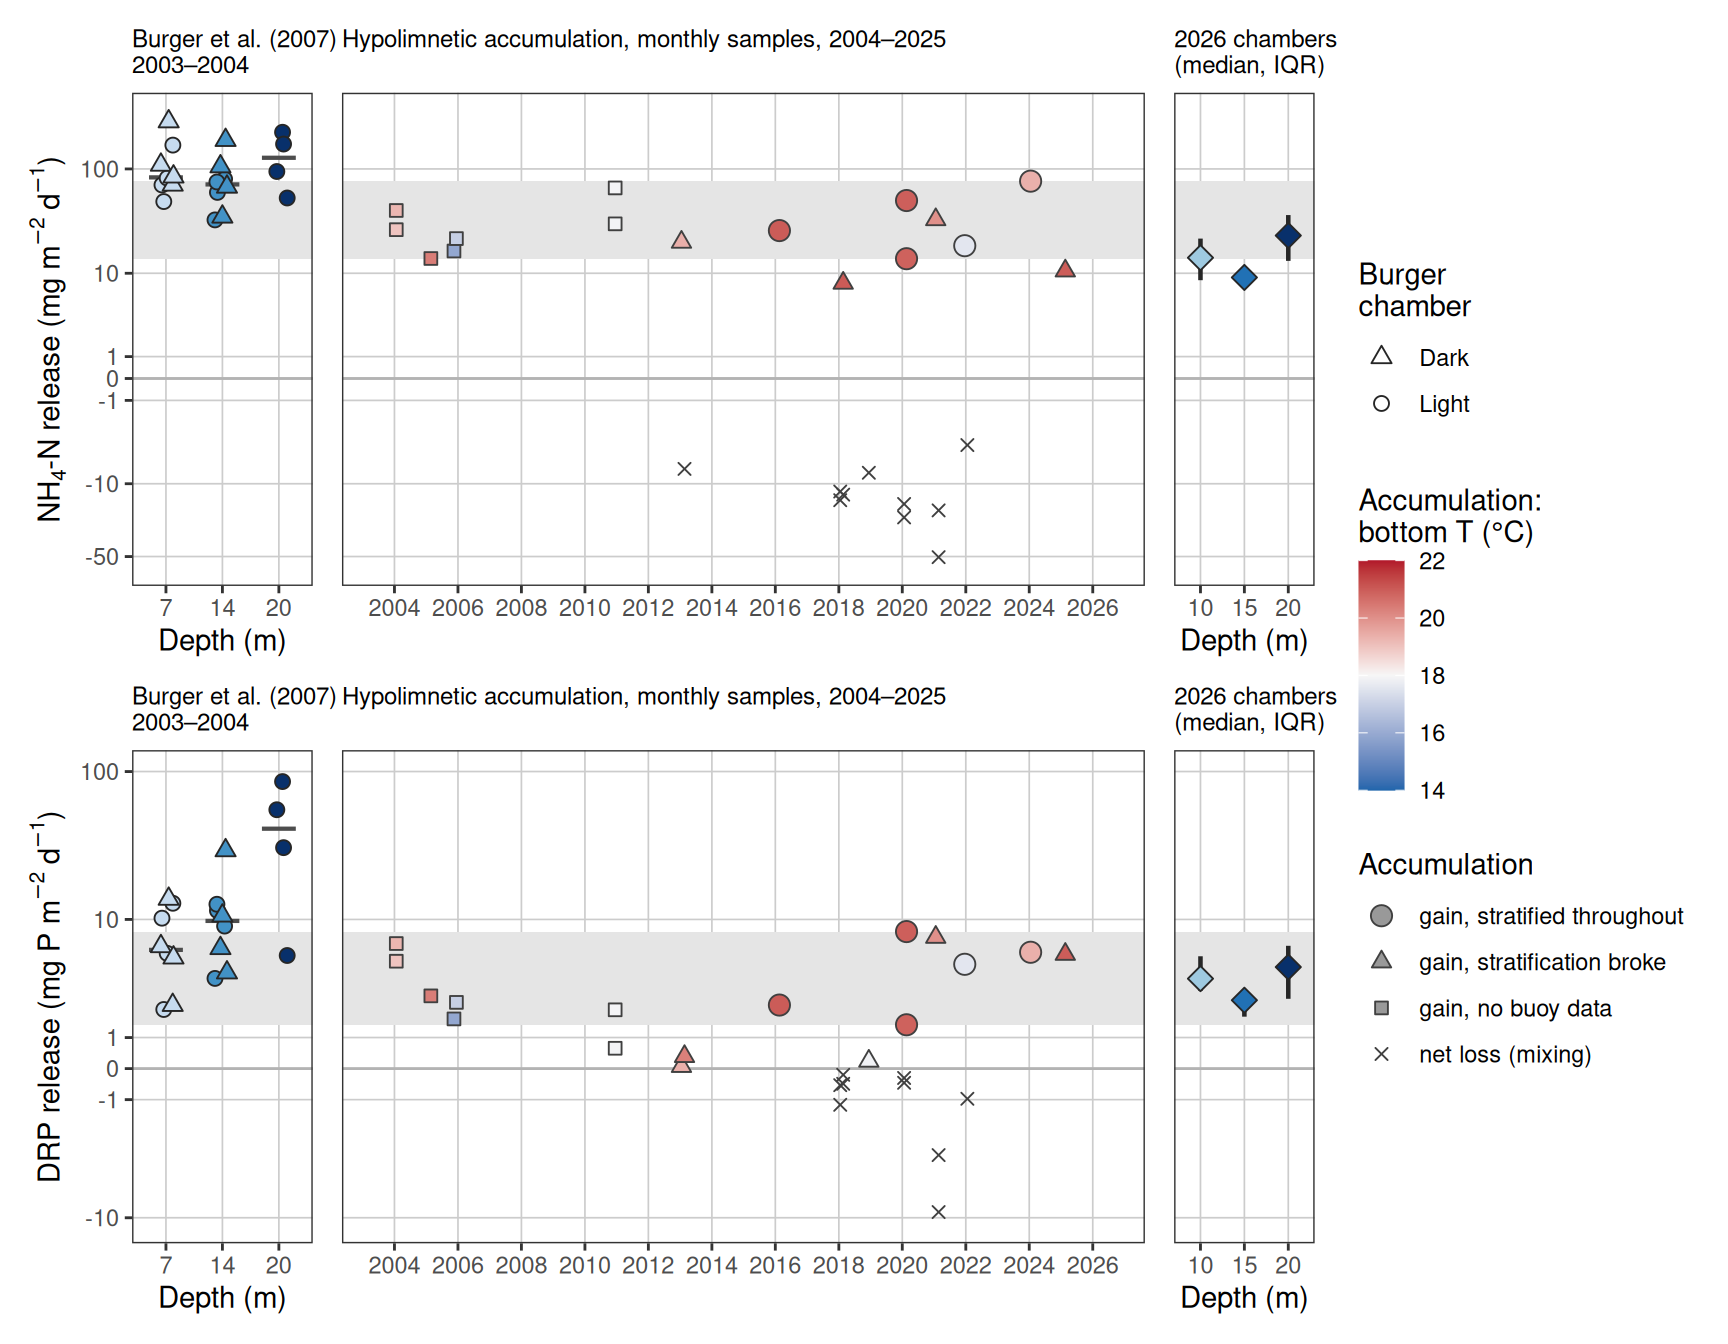 Burger et al. (2007)
2003–2004
Hypolimnetic accumulation, monthly samples, 2004–2025
2026 chambers
(median, IQR)
NH4-N release (mg m−2 d−1)
100
10
1
0
-1
-10
-50
7 14 20
Depth (m)
2004 2006 2008 2010 2012 2014 2016 2018 2020 2022 2024 2026
10 15 20
Depth (m)
Burger et al. (2007)
2003–2004
Hypolimnetic accumulation, monthly samples, 2004–2025
2026 chambers
(median, IQR)
DRP release (mg P m−2 d−1)
100
10
1
0
-1
-10
7 14 20
Depth (m)
2004 2006 2008 2010 2012 2014 2016 2018 2020 2022 2024 2026
10 15 20
Depth (m)
Burger
chamber
Dark
Light
Accumulation:
bottom T (°C)
22
20
18
16
14
Accumulation
gain, stratified throughout
gain, stratification broke
gain, no buoy data
net loss (mixing)